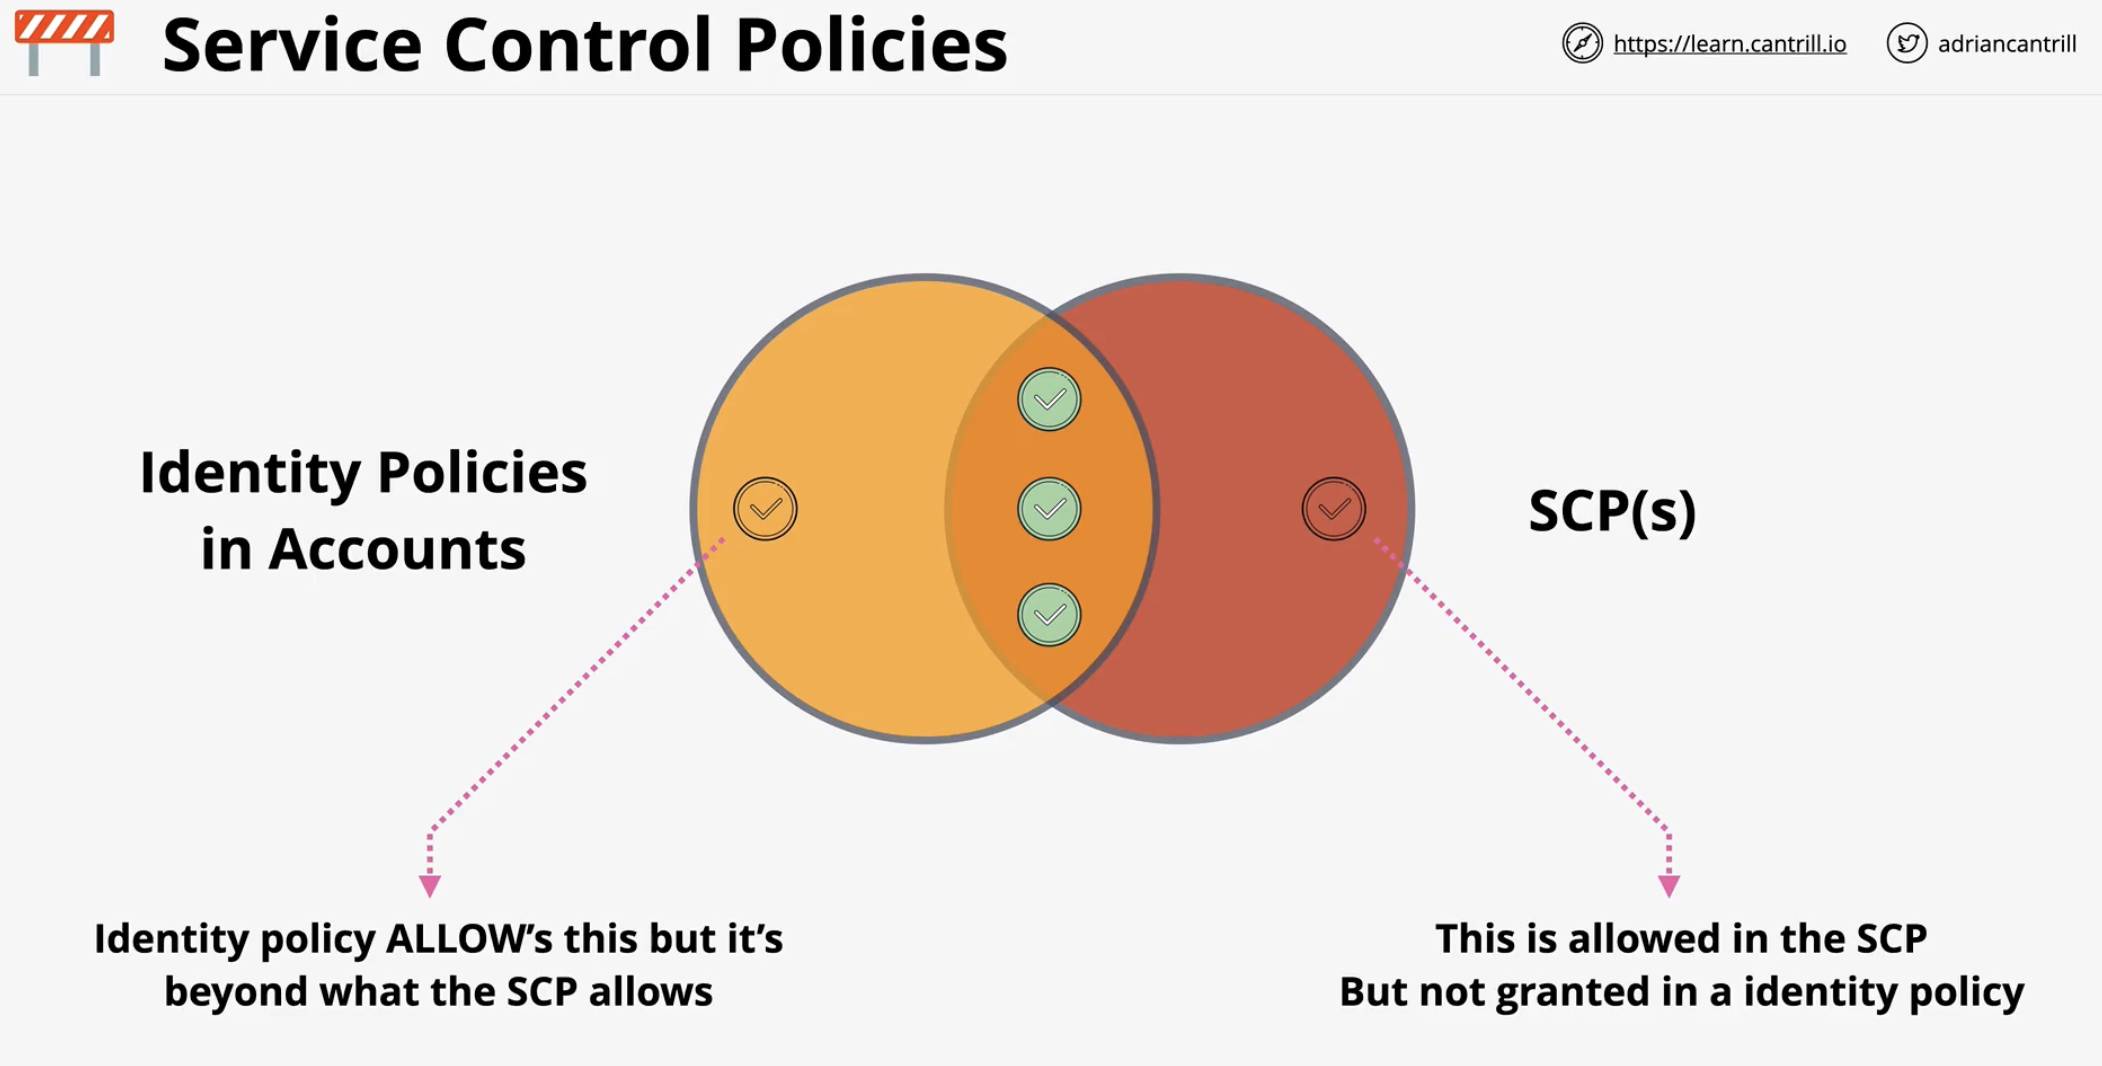 Service Control Policies
https://learn.cantrill.io
adriancantrill
Identity Policies
in Accounts
SCP(s)
Identity policy ALLOW’s this but it’s
beyond what the SCP allows
This is allowed in the SCP
But not granted in a identity policy